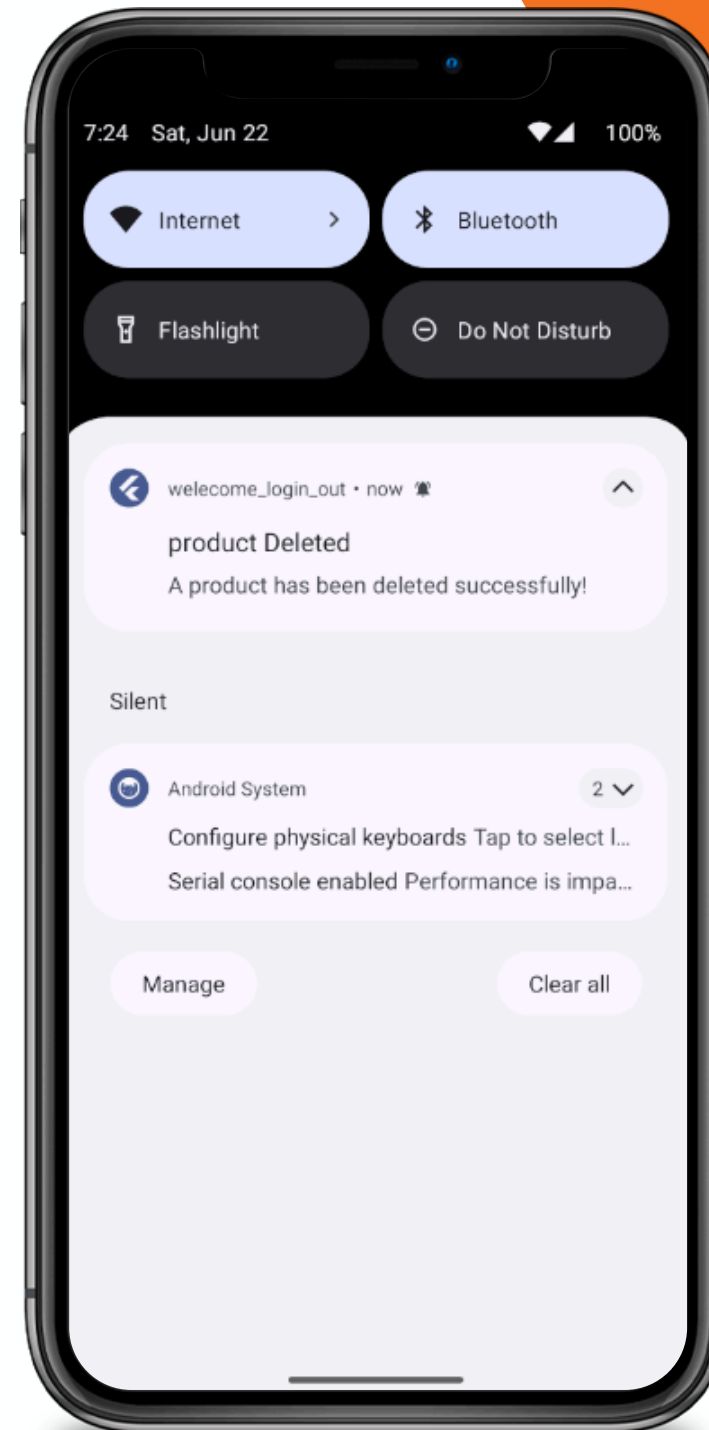 7:24 Sat, Jun 22 100%
Internet Bluetooth
Flashlight Do Not Disturb
welecome_login_out • now
product Deleted
A product has been deleted successfully!
Silent
Android System 2
Configure physical keyboards Tap to select l...
Serial console enabled Performance is impa...
Manage Clear all